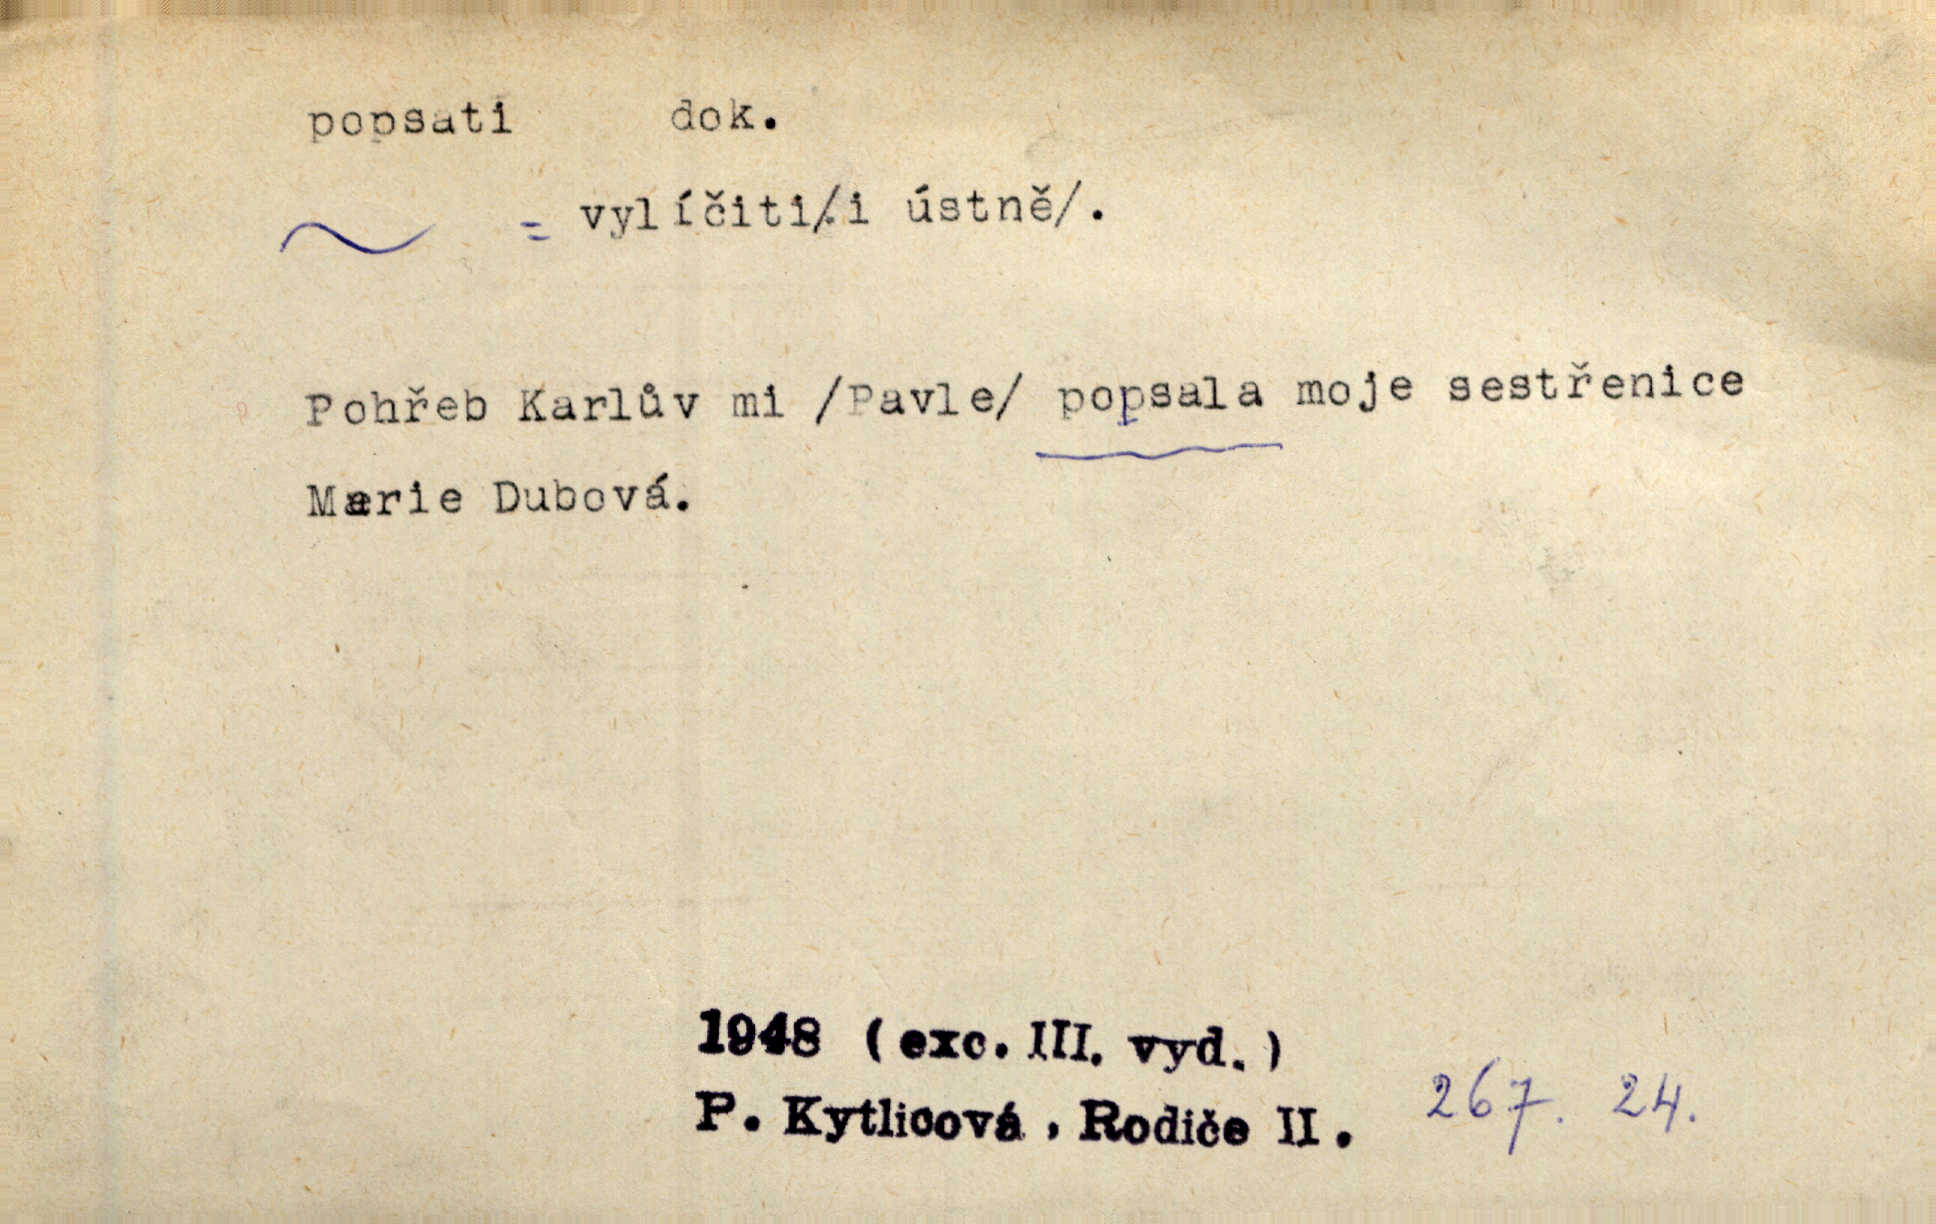 popsati dok.
= vylíčiti/i ústně/.
Pohřeb Karlův mi /Pavle/ popsala moje sestřenice
Marie Dubová.
1948 (exc. III. vyd.)
P. Kytlicová, Rodiče II. 267. 24.